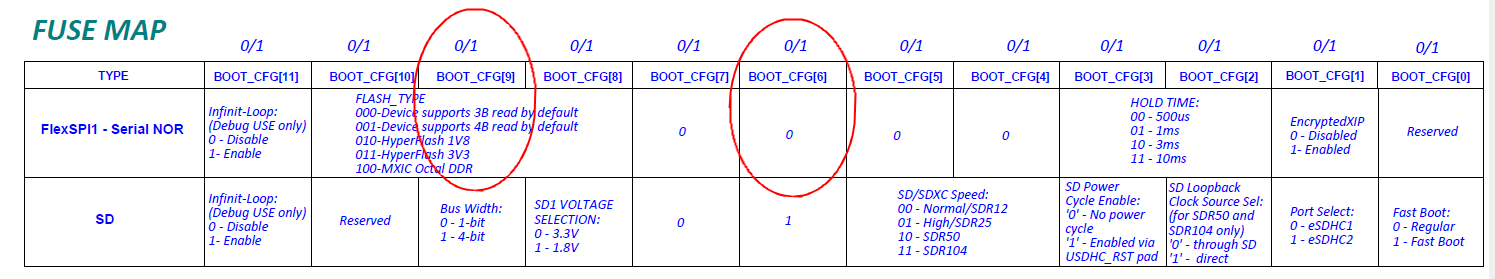 FUSE MAP
0/1 0/1 0/1 0/1 0/1 0/1 0/1 0/1 0/1 0/1 0/1 0/1
TYPE BOOT_CFG[11] BOOT_CFG[10] BOOT_CFG[9] BOOT_CFG[8] BOOT_CFG[7] BOOT_CFG[6] BOOT_CFG[5] BOOT_CFG[4] BOOT_CFG[3] BOOT_CFG[2] BOOT_CFG[1] BOOT_CFG[0]
FlexSPI1 - Serial NOR
Infinit-Loop:
(Debug USE only)
0 - Disable
1- Enable
FLASH_TYPE
000-Device supports 3B read by default
001-Device supports 4B read by default
010-HyperFlash 1V8
011-HyperFlash 3V3
100-MXIC Octal DDR
0
0
0
0
HOLD TIME:
00 - 500us
01 - 1ms
10 - 3ms
11 - 10ms
EncryptedXIP
0 - Disabled
1- Enabled
Reserved
SD
Infinit-Loop:
(Debug USE only)
0 - Disable
1- Enable
Reserved
Bus Width:
0 - 1-bit
1 - 4-bit
SD1 VOLTAGE
SELECTION:
0 - 3.3V
1 - 1.8V
0
1
SD/SDXC Speed:
00 - Normal/SDR12
01 - High/SDR25
10 - SDR50
11 - SDR104
SD Power
Cycle Enable:
'0' - No power
cycle
'1' - Enabled via
USDHC_RST pad
SD Loopback
Clock Source Sel:
(for SDR50 and
SDR104 only)
'0' - through SD
'1' - direct
Port Select:
0 - eSDHC1
1 - eSDHC2
Fast Boot:
0 - Regular
1 - Fast Boot